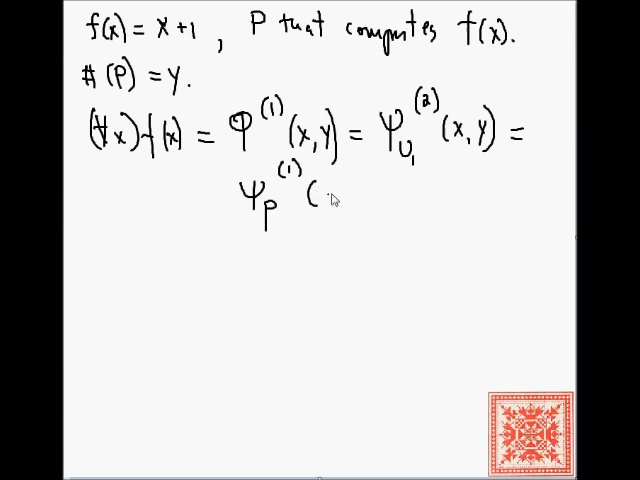 f(x) = x + 1 , P that computes f(x).
#(P) = y.
(∀x) f(x) = Φ^(1) (x, y) = Ψ_U₁^(2) (x, y) =
Ψ_P^(1) (